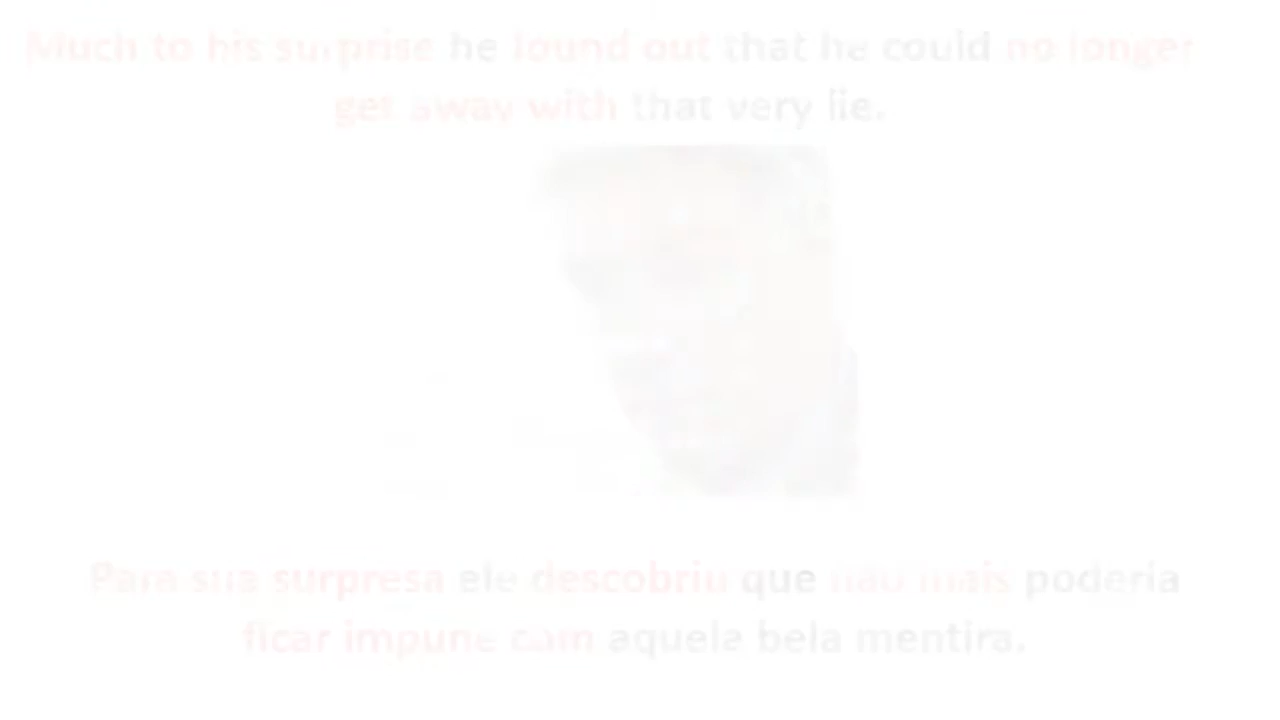 Much to his surprise he found out that he could no longer
get away with that very lie.
Para sua surpresa ele descobriu que não mais poderia
ficar impune com aquela bela mentira.